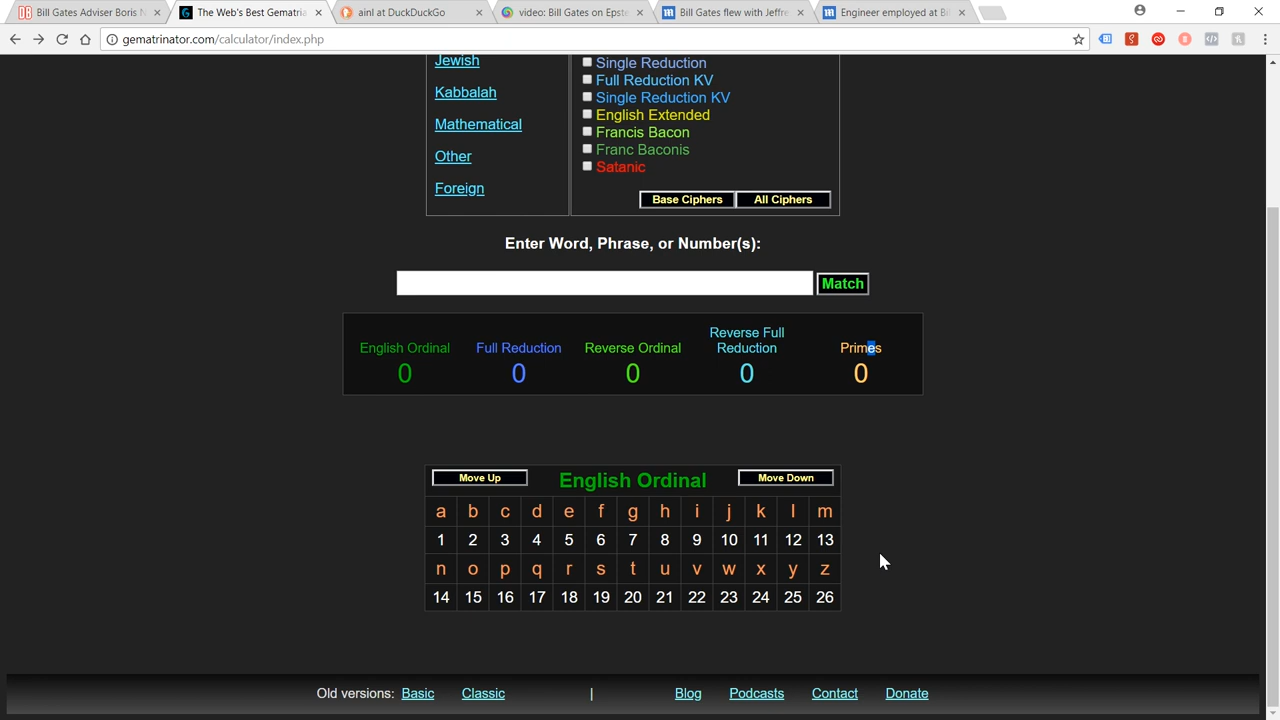 Bill Gates Adviser Boris N
The Web's Best Gematria
ainl at DuckDuckGo
video: Bill Gates on Epste
Bill Gates flew with Jeffre
Engineer employed at Bil
gematrinator.com/calculator/index.php
Jewish
Kabbalah
Mathematical
Other
Foreign
Single Reduction
Full Reduction KV
Single Reduction KV
English Extended
Francis Bacon
Franc Baconis
Satanic
Base Ciphers All Ciphers
Enter Word, Phrase, or Number(s):
Match
English Ordinal Full Reduction Reverse Ordinal Reverse Full Reduction Primes
0 0 0 0 0
Move Up English Ordinal Move Down
a b c d e f g h i j k l m
1 2 3 4 5 6 7 8 9 10 11 12 13
n o p q r s t u v w x y z
14 15 16 17 18 19 20 21 22 23 24 25 26
Old versions: Basic Classic | Blog Podcasts Contact Donate